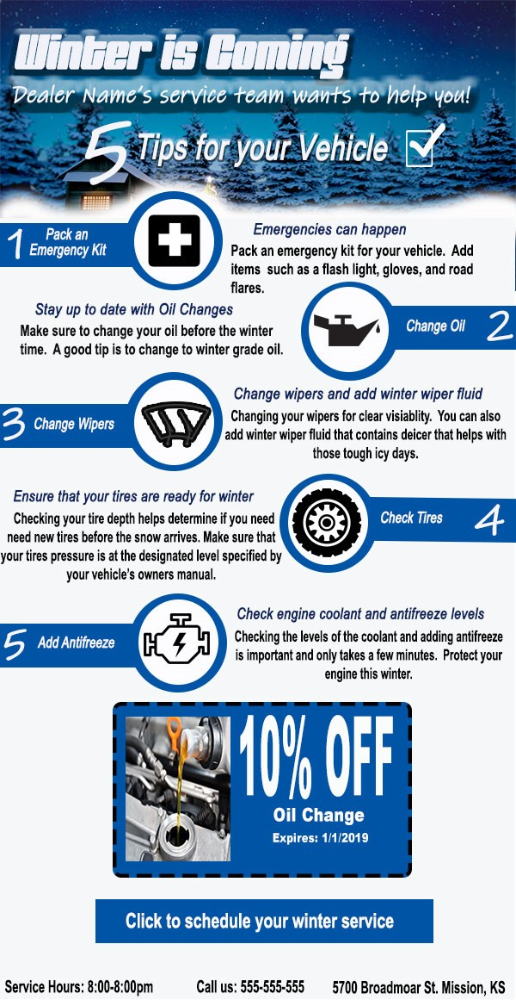 Winter is Coming
Dealer Name's service team wants to help you!
5 Tips for your Vehicle
1
Pack an
Emergency Kit
Emergencies can happen
Pack an emergency kit for your vehicle. Add
items such as a flash light, gloves, and road
flares.
Stay up to date with Oil Changes
Make sure to change your oil before the winter
time. A good tip is to change to winter grade oil.
Change Oil
2
3
Change Wipers
Change wipers and add winter wiper fluid
Changing your wipers for clear visiablity. You can also
add winter wiper fluid that contains deicer that helps with
those tough icy days.
Ensure that your tires are ready for winter
Checking your tire depth helps determine if you need
need new tires before the snow arrives. Make sure that
your tires pressure is at the designated level specified by
your vehicle's owners manual.
Check Tires
4
5
Add Antifreeze
Check engine coolant and antifreeze levels
Checking the levels of the coolant and adding antifreeze
is important and only takes a few minutes. Protect your
engine this winter.
10% OFF
Oil Change
Expires: 1/1/2019
Click to schedule your winter service
Service Hours: 8:00-8:00pm Call us: 555-555-555 5700 Broadmoar St. Mission, KS